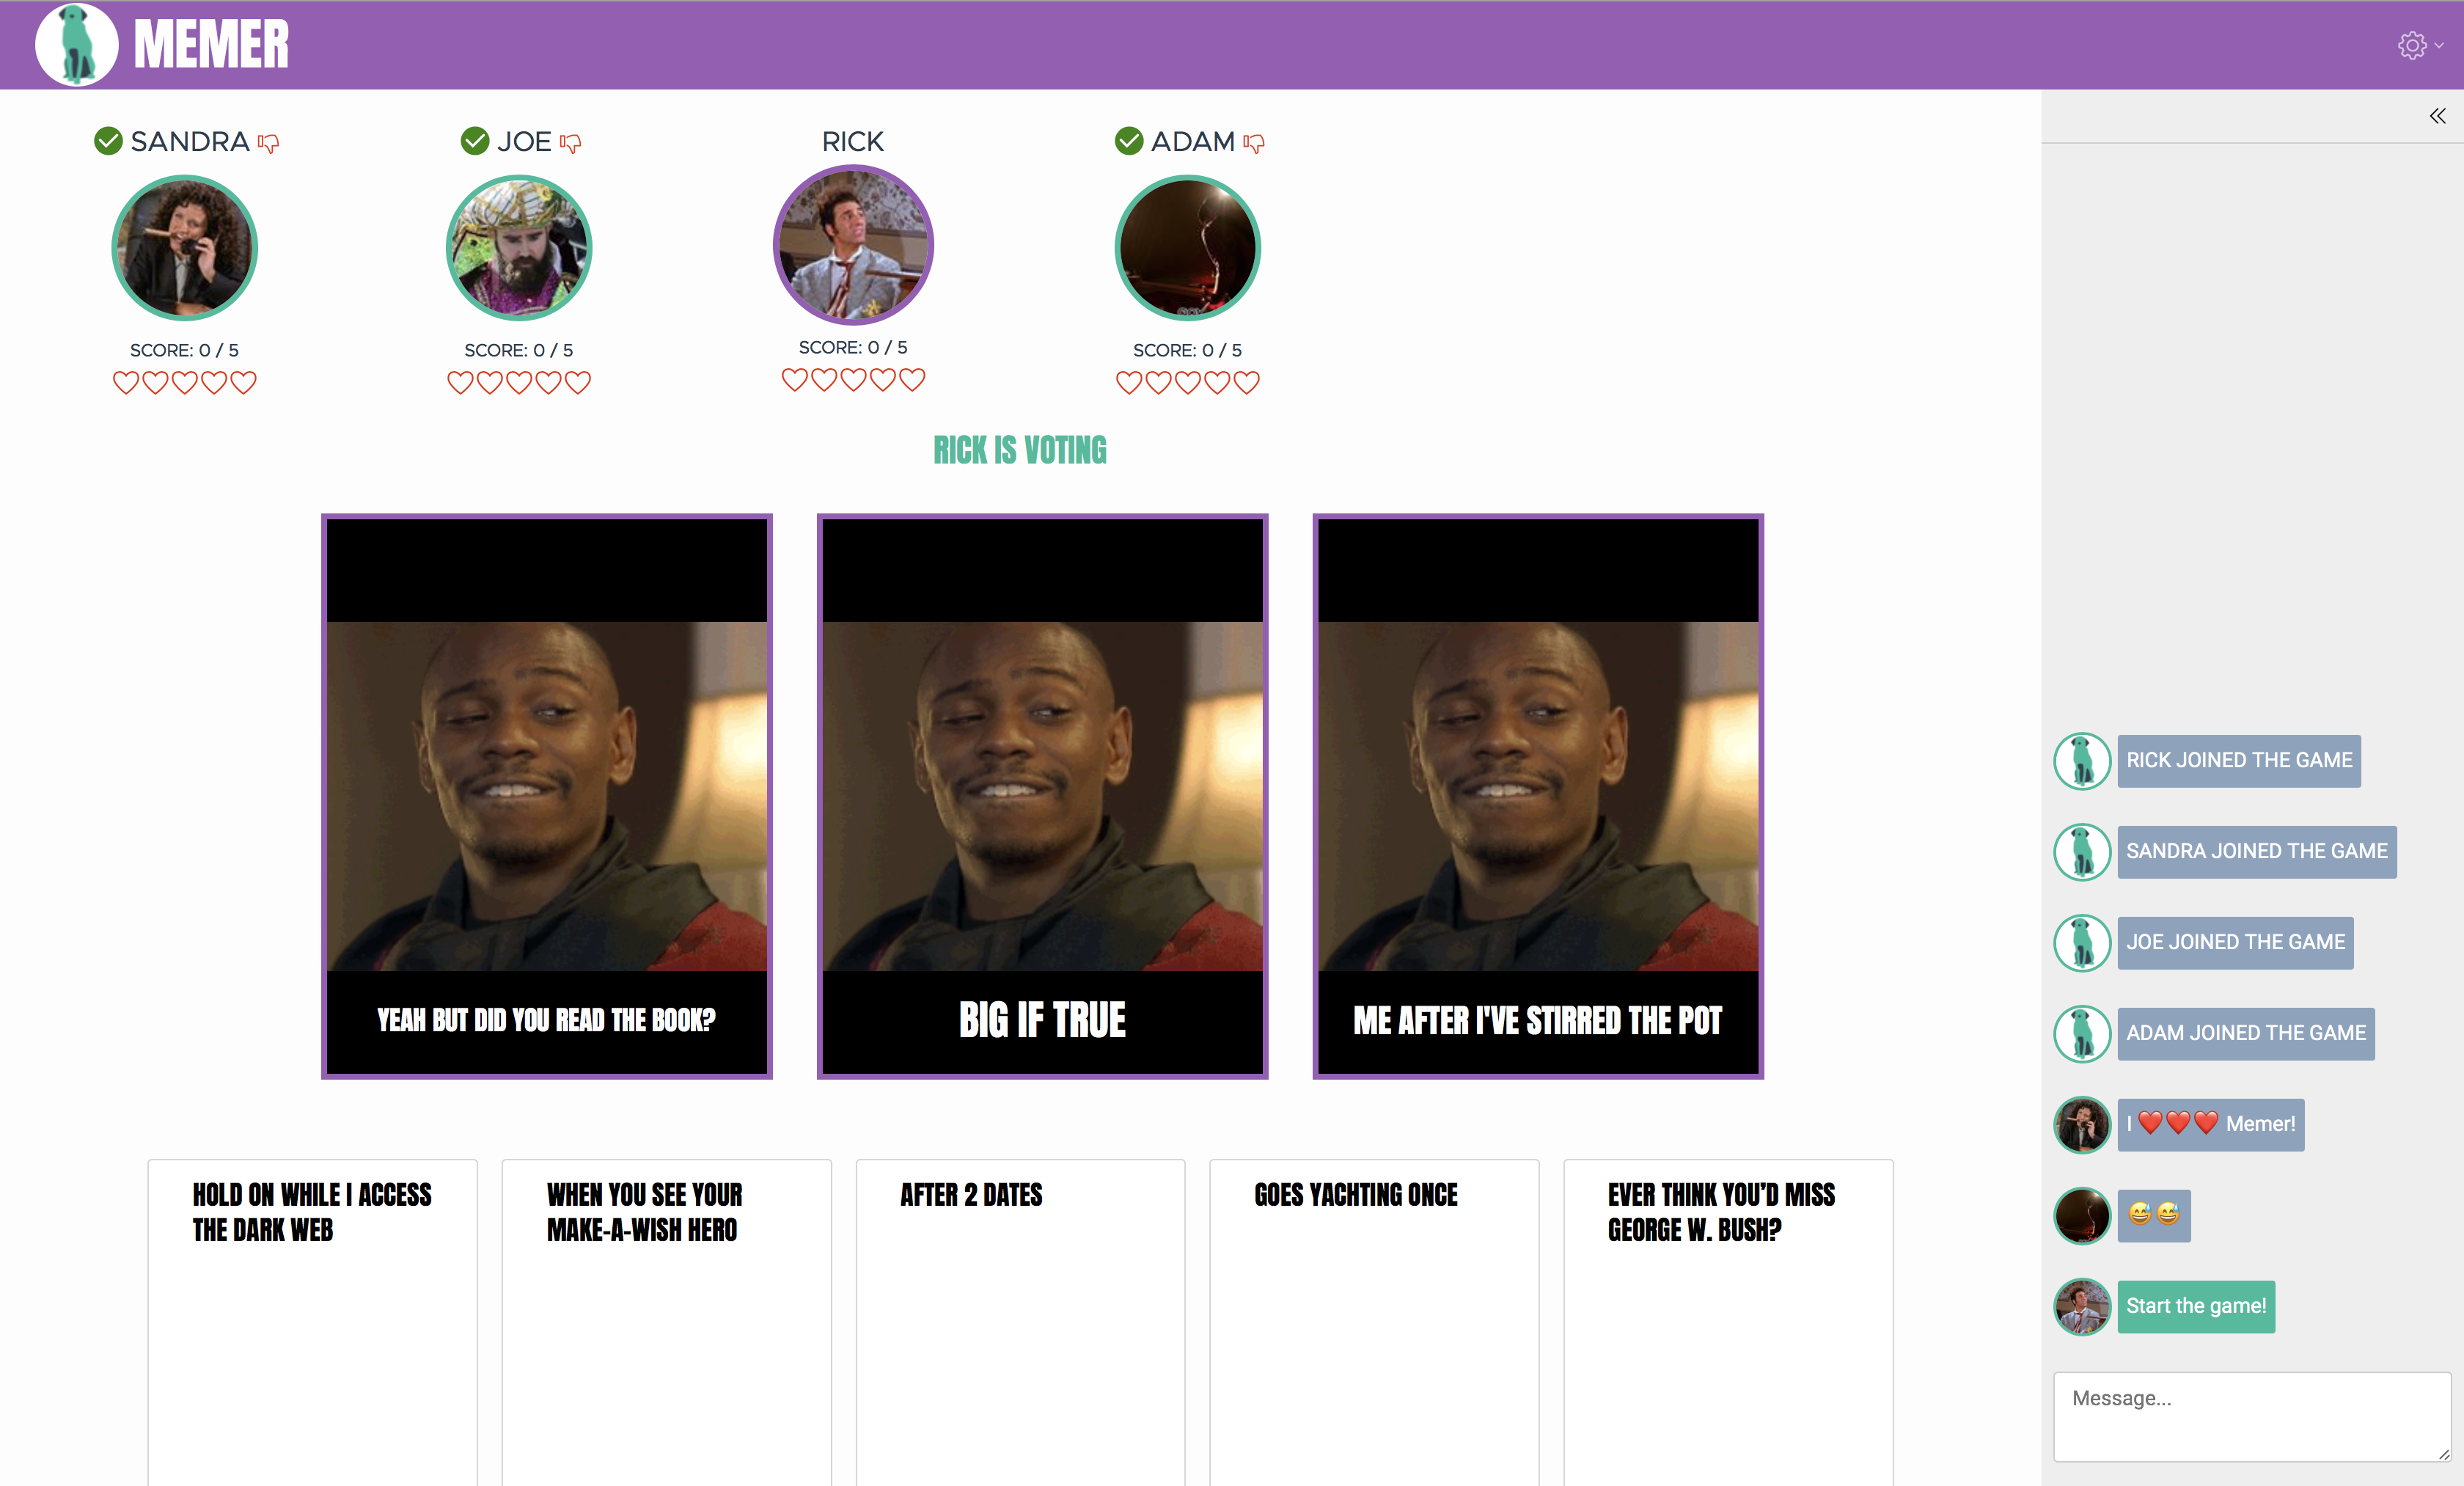 MEMER
SANDRA
JOE
RICK
ADAM
SCORE: 0 / 5
SCORE: 0 / 5
SCORE: 0 / 5
SCORE: 0 / 5
RICK IS VOTING
YEAH BUT DID YOU READ THE BOOK?
BIG IF TRUE
ME AFTER I'VE STIRRED THE POT
HOLD ON WHILE I ACCESS
THE DARK WEB
WHEN YOU SEE YOUR
MAKE-A-WISH HERO
AFTER 2 DATES
GOES YACHTING ONCE
EVER THINK YOU’D MISS
GEORGE W. BUSH?
RICK JOINED THE GAME
SANDRA JOINED THE GAME
JOE JOINED THE GAME
ADAM JOINED THE GAME
I ❤️❤️❤️ Memer!
😅😅
Start the game!
Message...